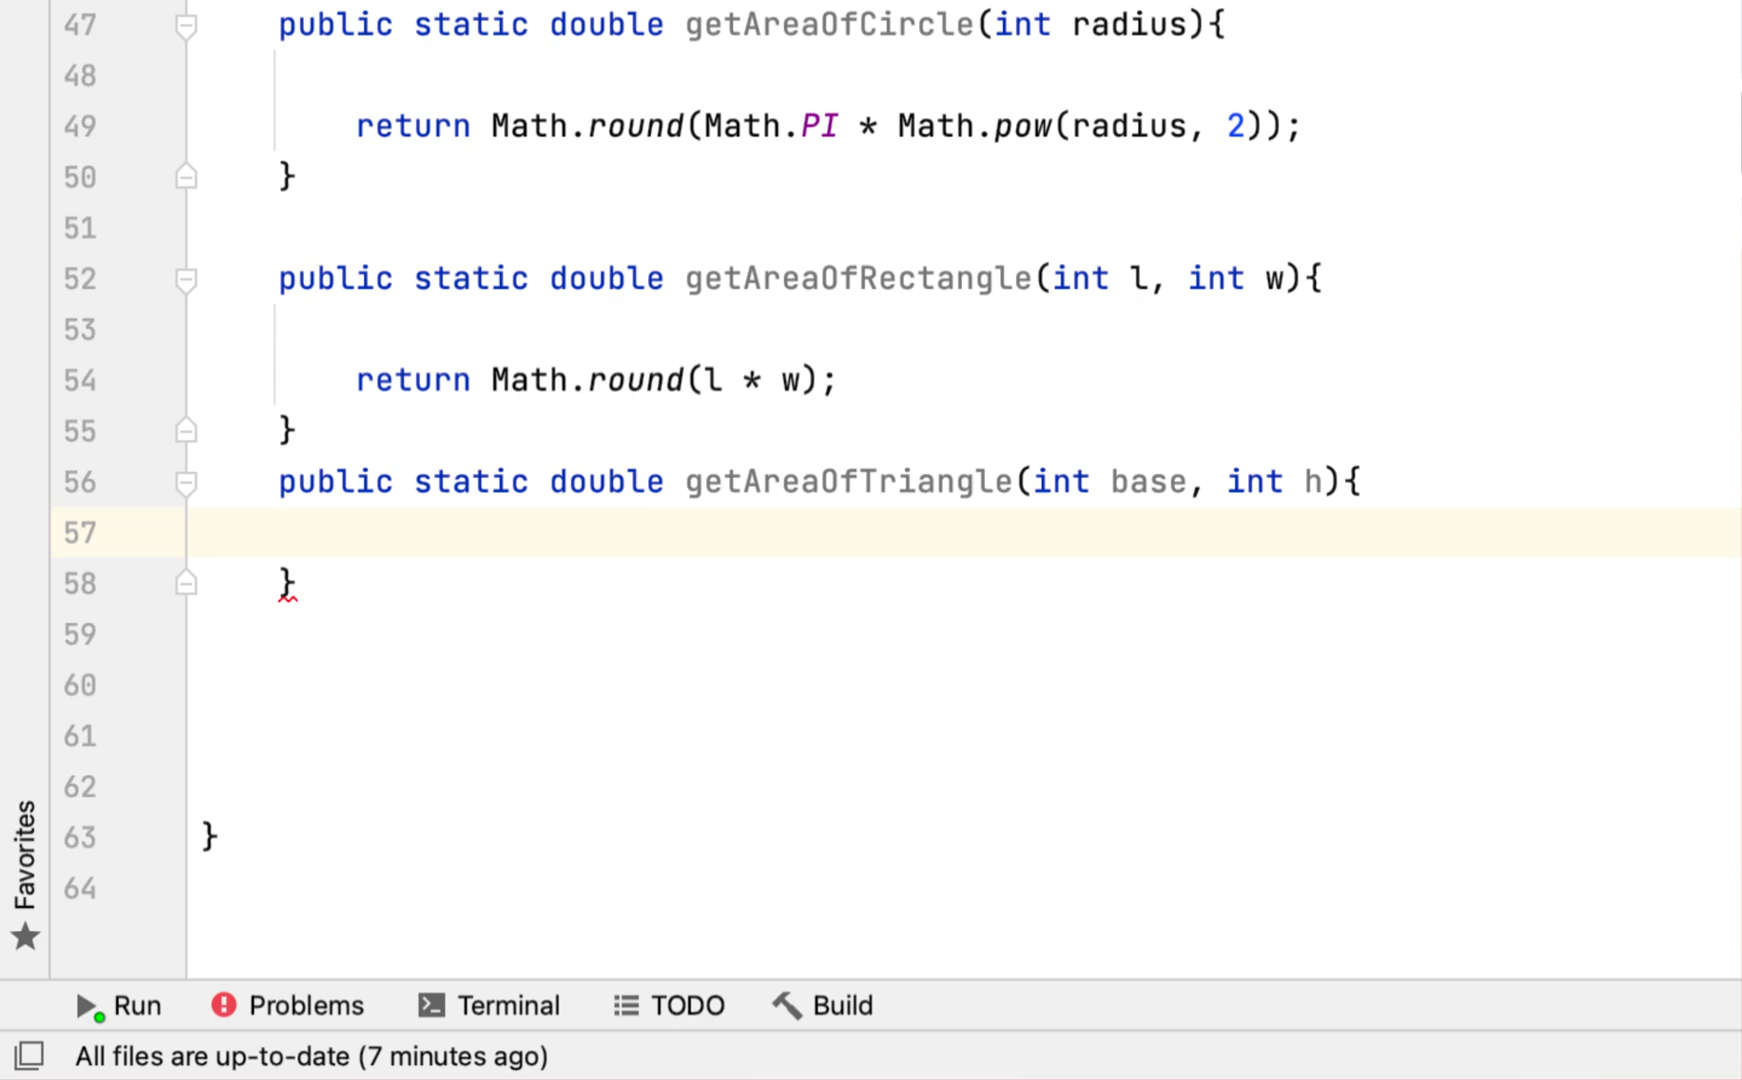 47 public static double getAreaOfCircle(int radius){
48
49 return Math.round(Math.PI * Math.pow(radius, 2));
50 }
51
52 public static double getAreaOfRectangle(int l, int w){
53
54 return Math.round(l * w);
55 }
56 public static double getAreaOfTriangle(int base, int h){
57
58 }
59
60
61
62
63 }
64
Favorites
Run Problems Terminal TODO Build
All files are up-to-date (7 minutes ago)